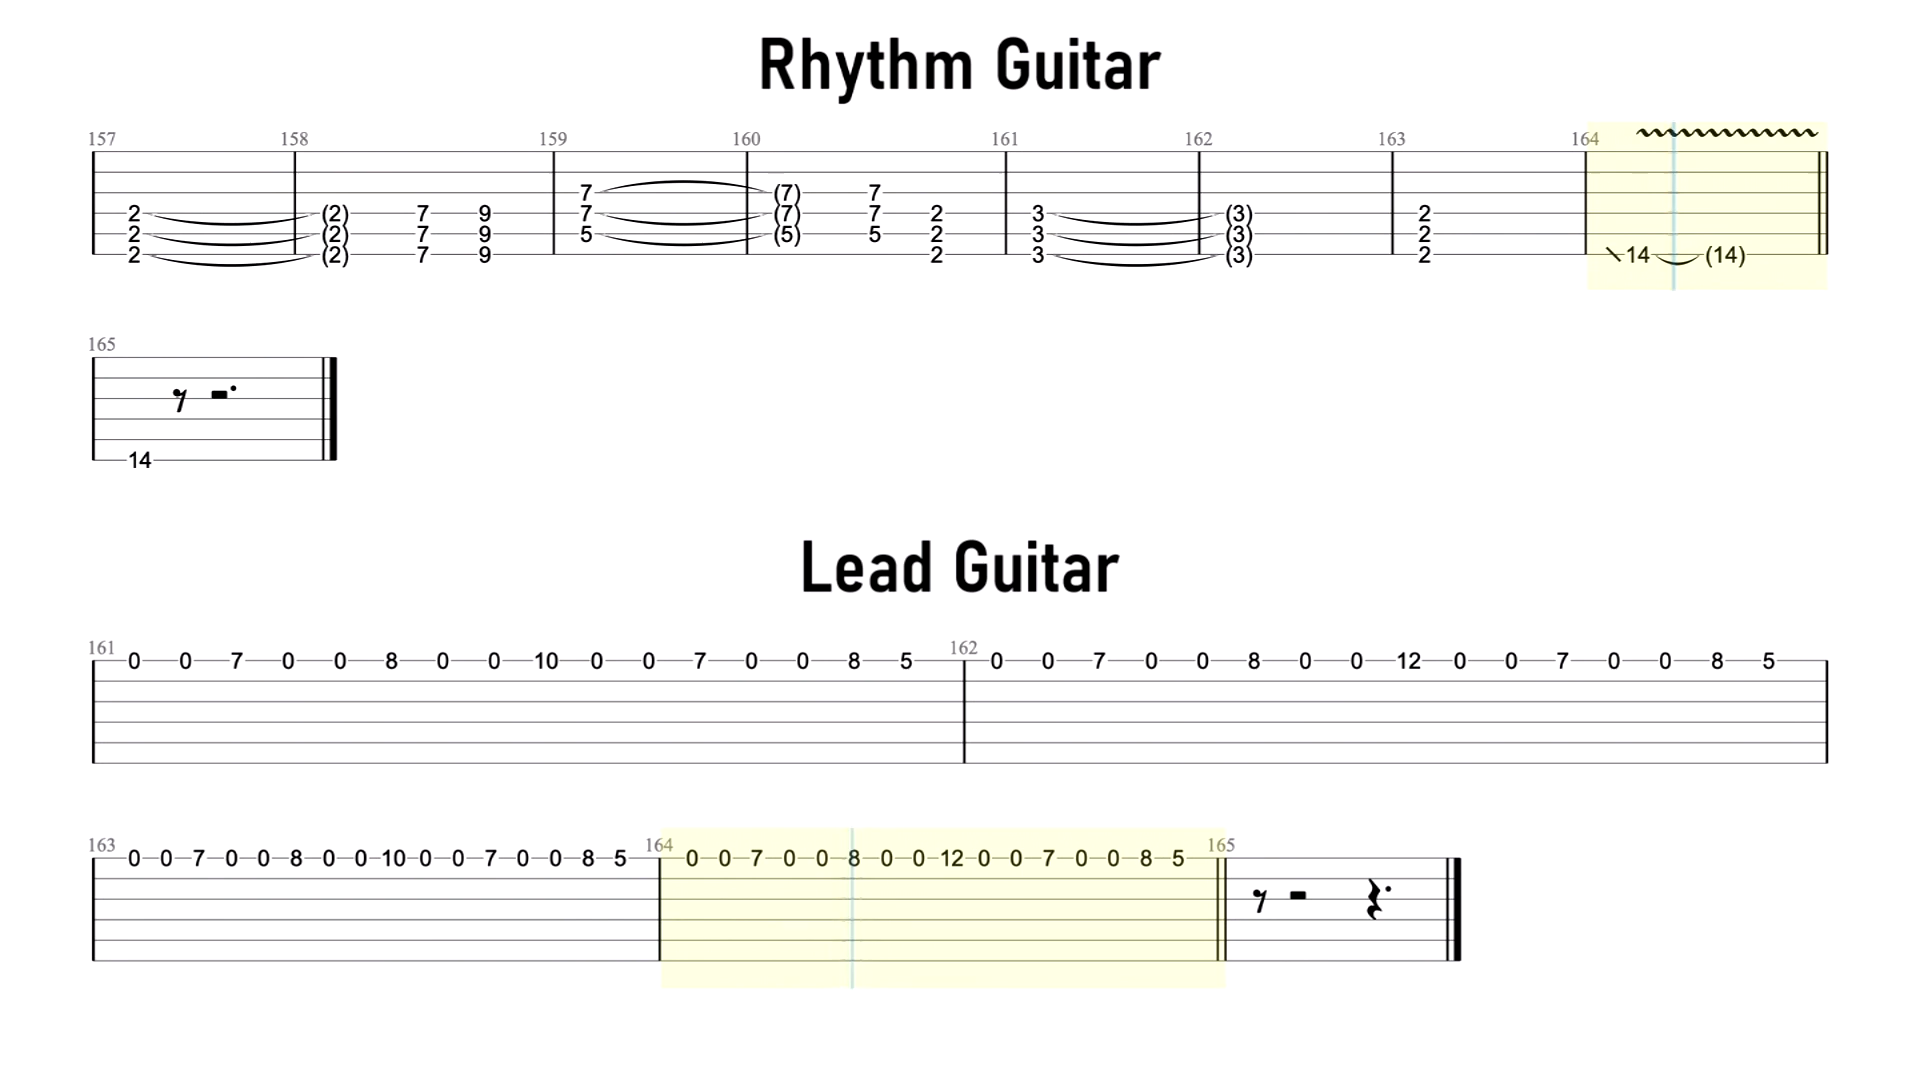 Rhythm Guitar
157 158 159 160 161 162 163 164
7 (7) 7
2 (2) 7 9 7 (7) 7 2 3 (3) 2
2 (2) 7 9 5 (5) 5 2 3 (3) 2
2 (2) 7 9 2 3 (3) 2 14 (14)
165
14
Lead Guitar
161 162
0 0 7 0 0 8 0 0 10 0 0 7 0 0 8 5 0 0 7 0 0 8 0 0 12 0 0 7 0 0 8 5
163 164 165
0 0 7 0 0 8 0 0 10 0 0 7 0 0 8 5 0 0 7 0 0 8 0 0 12 0 0 7 0 0 8 5